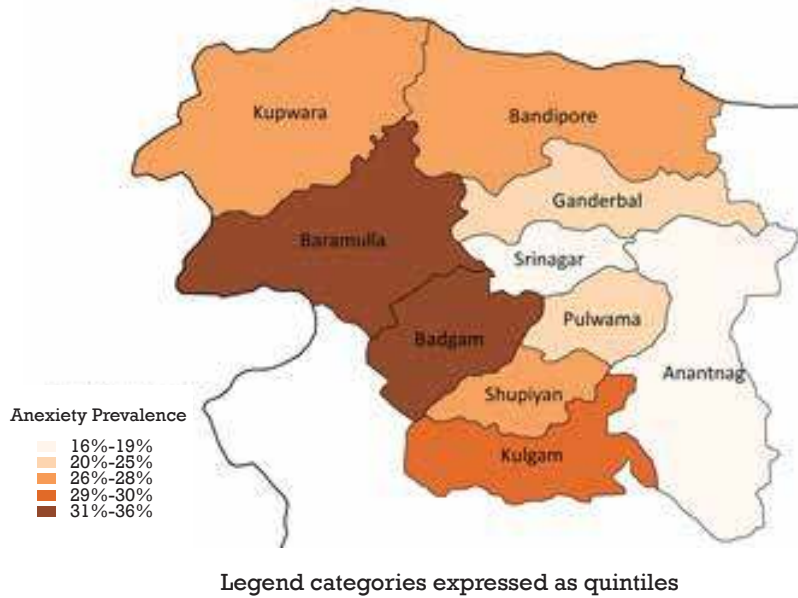 Kupwara
Bandipore
Ganderbal
Baramulla
Srinagar
Pulwama
Badgam
Anantnag
Shupiyan
Kulgam
Anexiety Prevalence
16%-19%
20%-25%
26%-28%
29%-30%
31%-36%
Legend categories expressed as quintiles